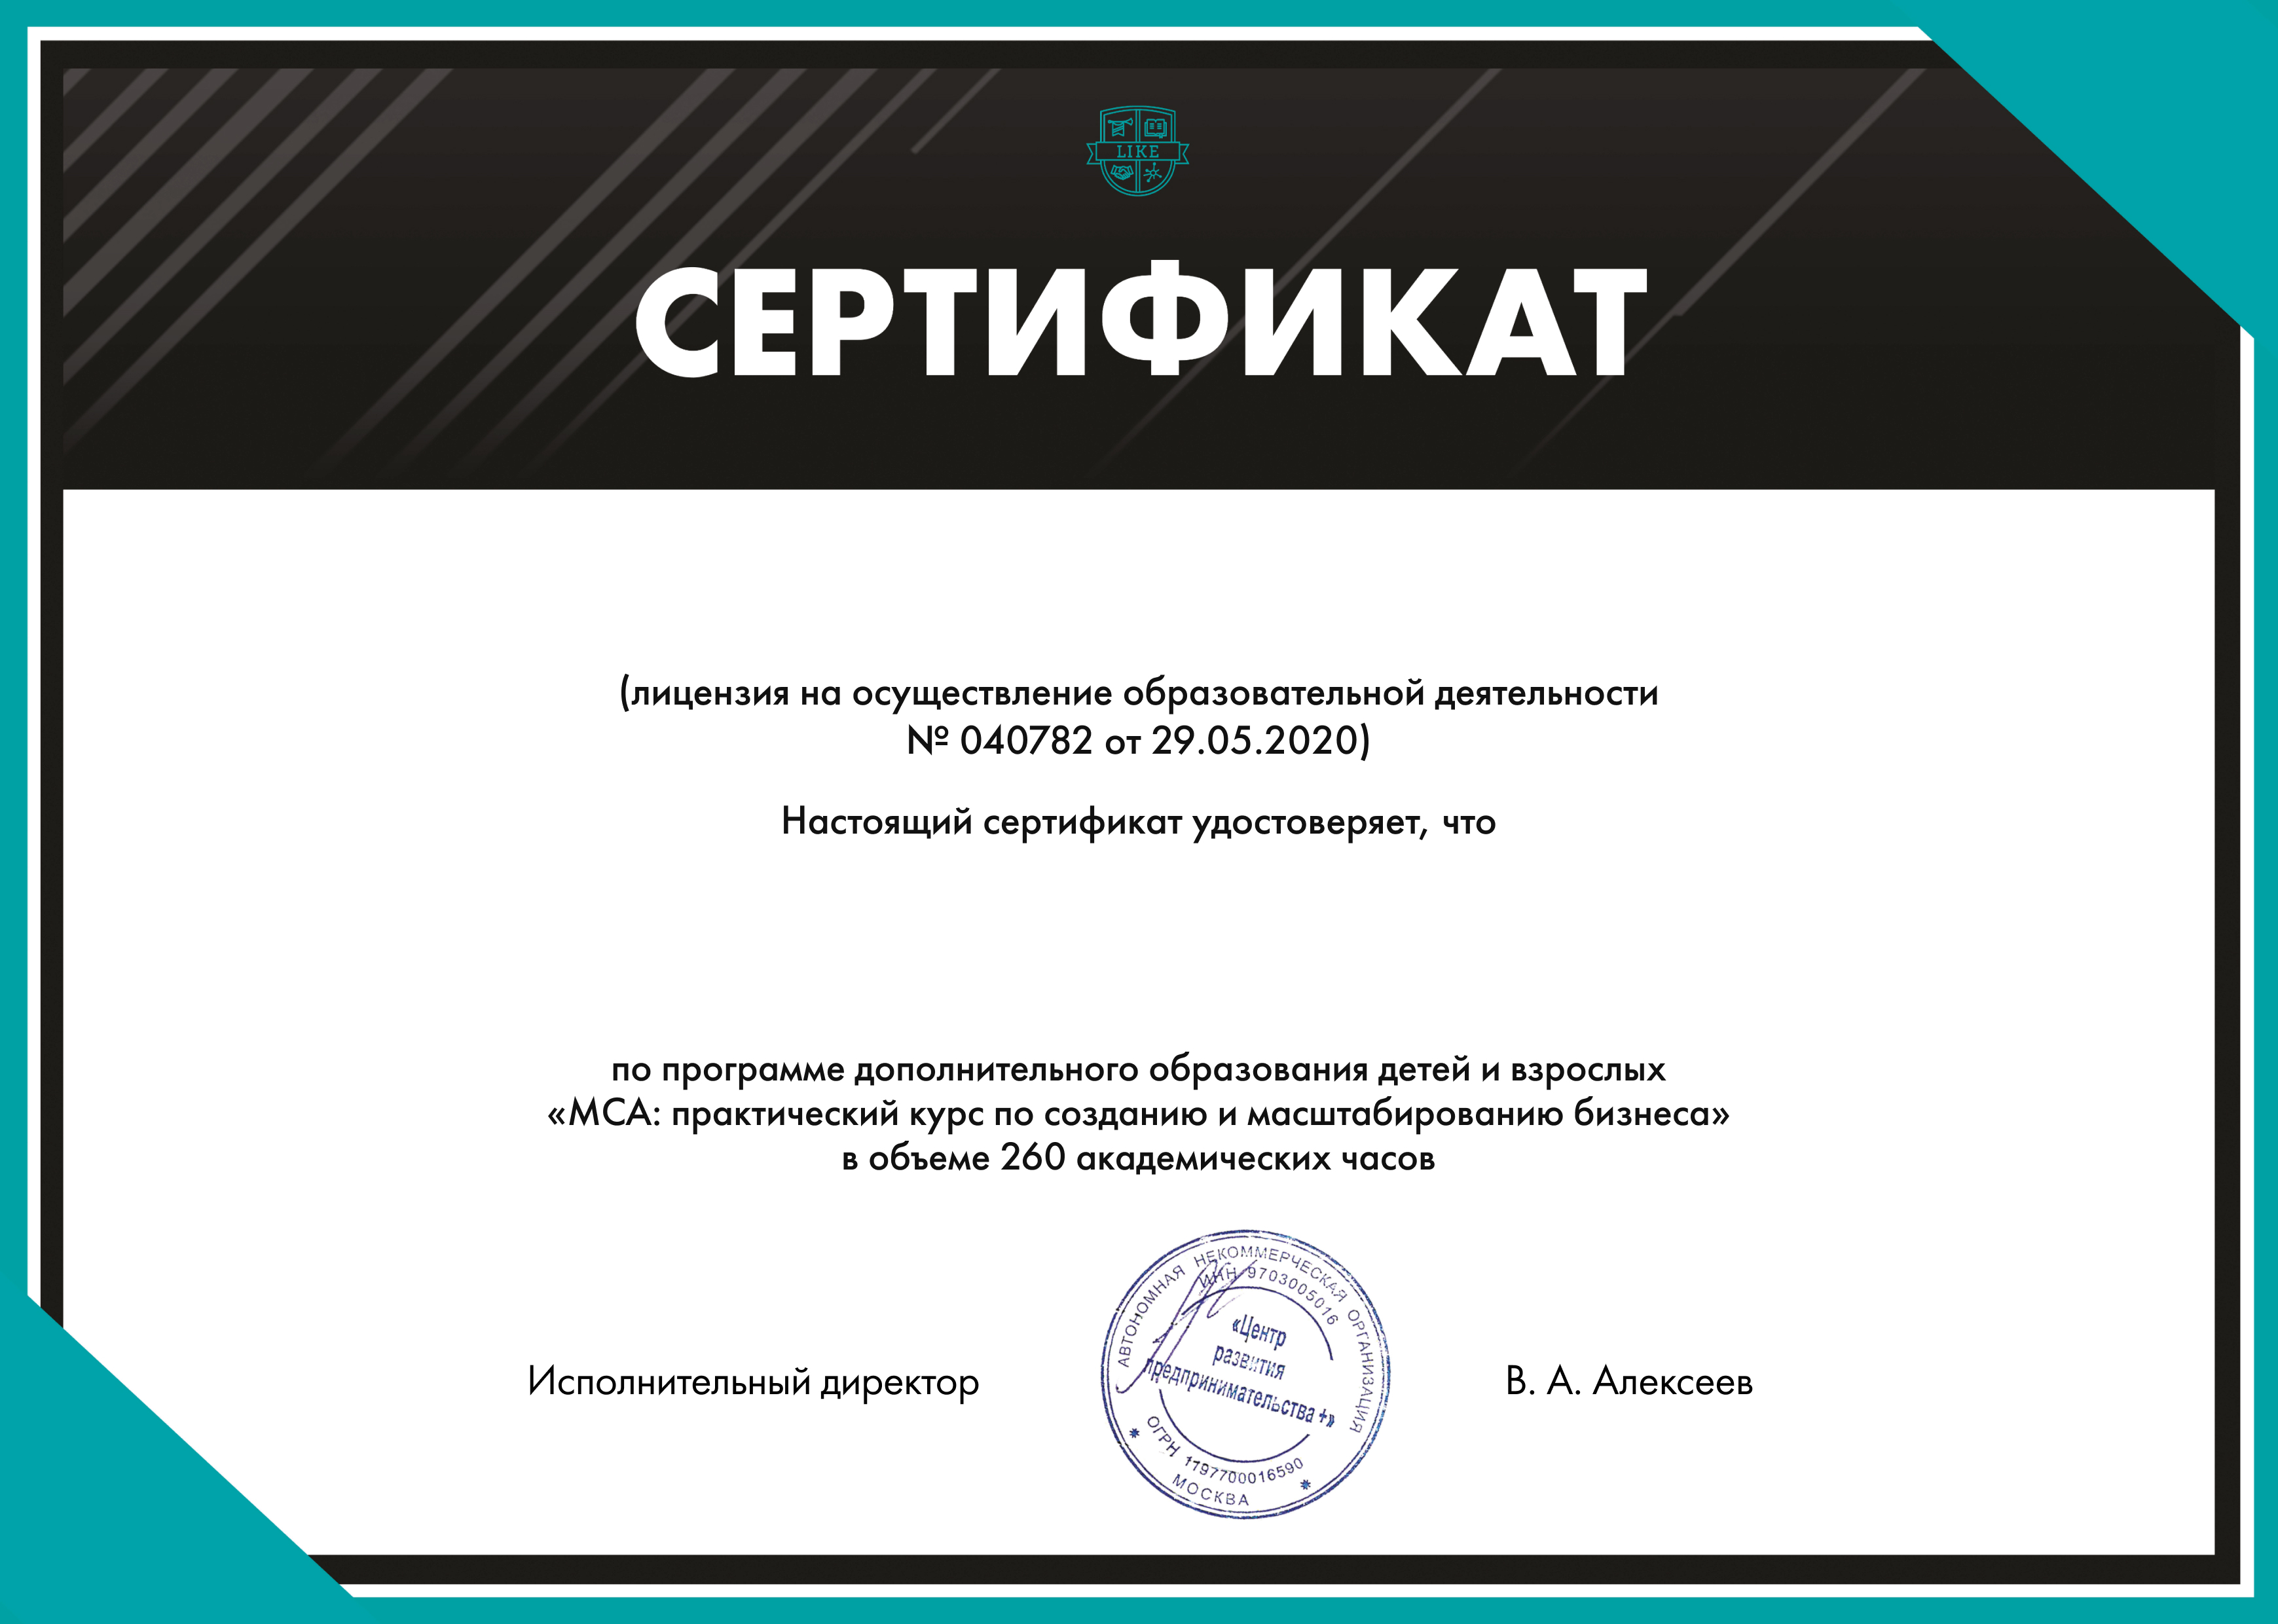 LIKE
СЕРТИФИКАТ
(лицензия на осуществление образовательной деятельности
№ 040782 от 29.05.2020)
Настоящий сертификат удостоверяет, что
по программе дополнительного образования детей и взрослых
«МСА: практический курс по созданию и масштабированию бизнеса»
в объеме 260 академических часов
Исполнительный директор
АВТОНОМНАЯ НЕКОММЕРЧЕСКАЯ ОРГАНИЗАЦИЯ
ИНН 9703005016
«Центр
развития
предпринимательства +»
ОГРН 1197700016590
МОСКВА
В. А. Алексеев